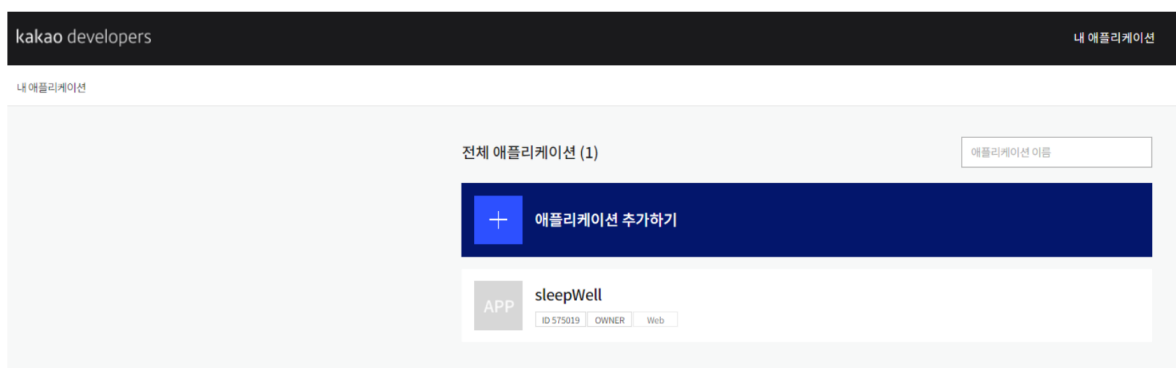 kakao developers
내 애플리케이션
내 애플리케이션
전체 애플리케이션 (1)
애플리케이션 이름
애플리케이션 추가하기
APP
sleepWell
ID 575019 OWNER Web